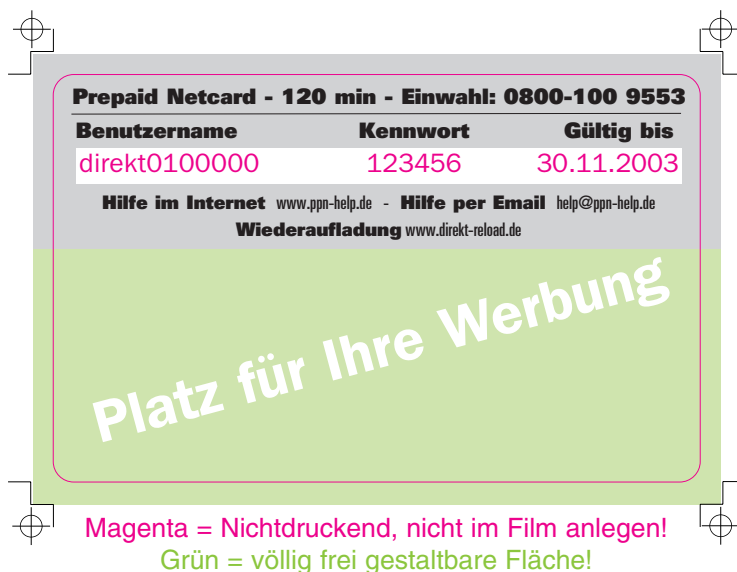 Prepaid Netcard - 120 min - Einwahl: 0800-100 9553
Benutzername Kennwort Gültig bis
direkt0100000 123456 30.11.2003
Hilfe im Internet www.ppn-help.de - Hilfe per Email help@ppn-help.de
Wiederaufladung www.direkt-reload.de
Platz für Ihre Werbung
Magenta = Nichtdruckend, nicht im Film anlegen!
Grün = völlig frei gestaltbare Fläche!